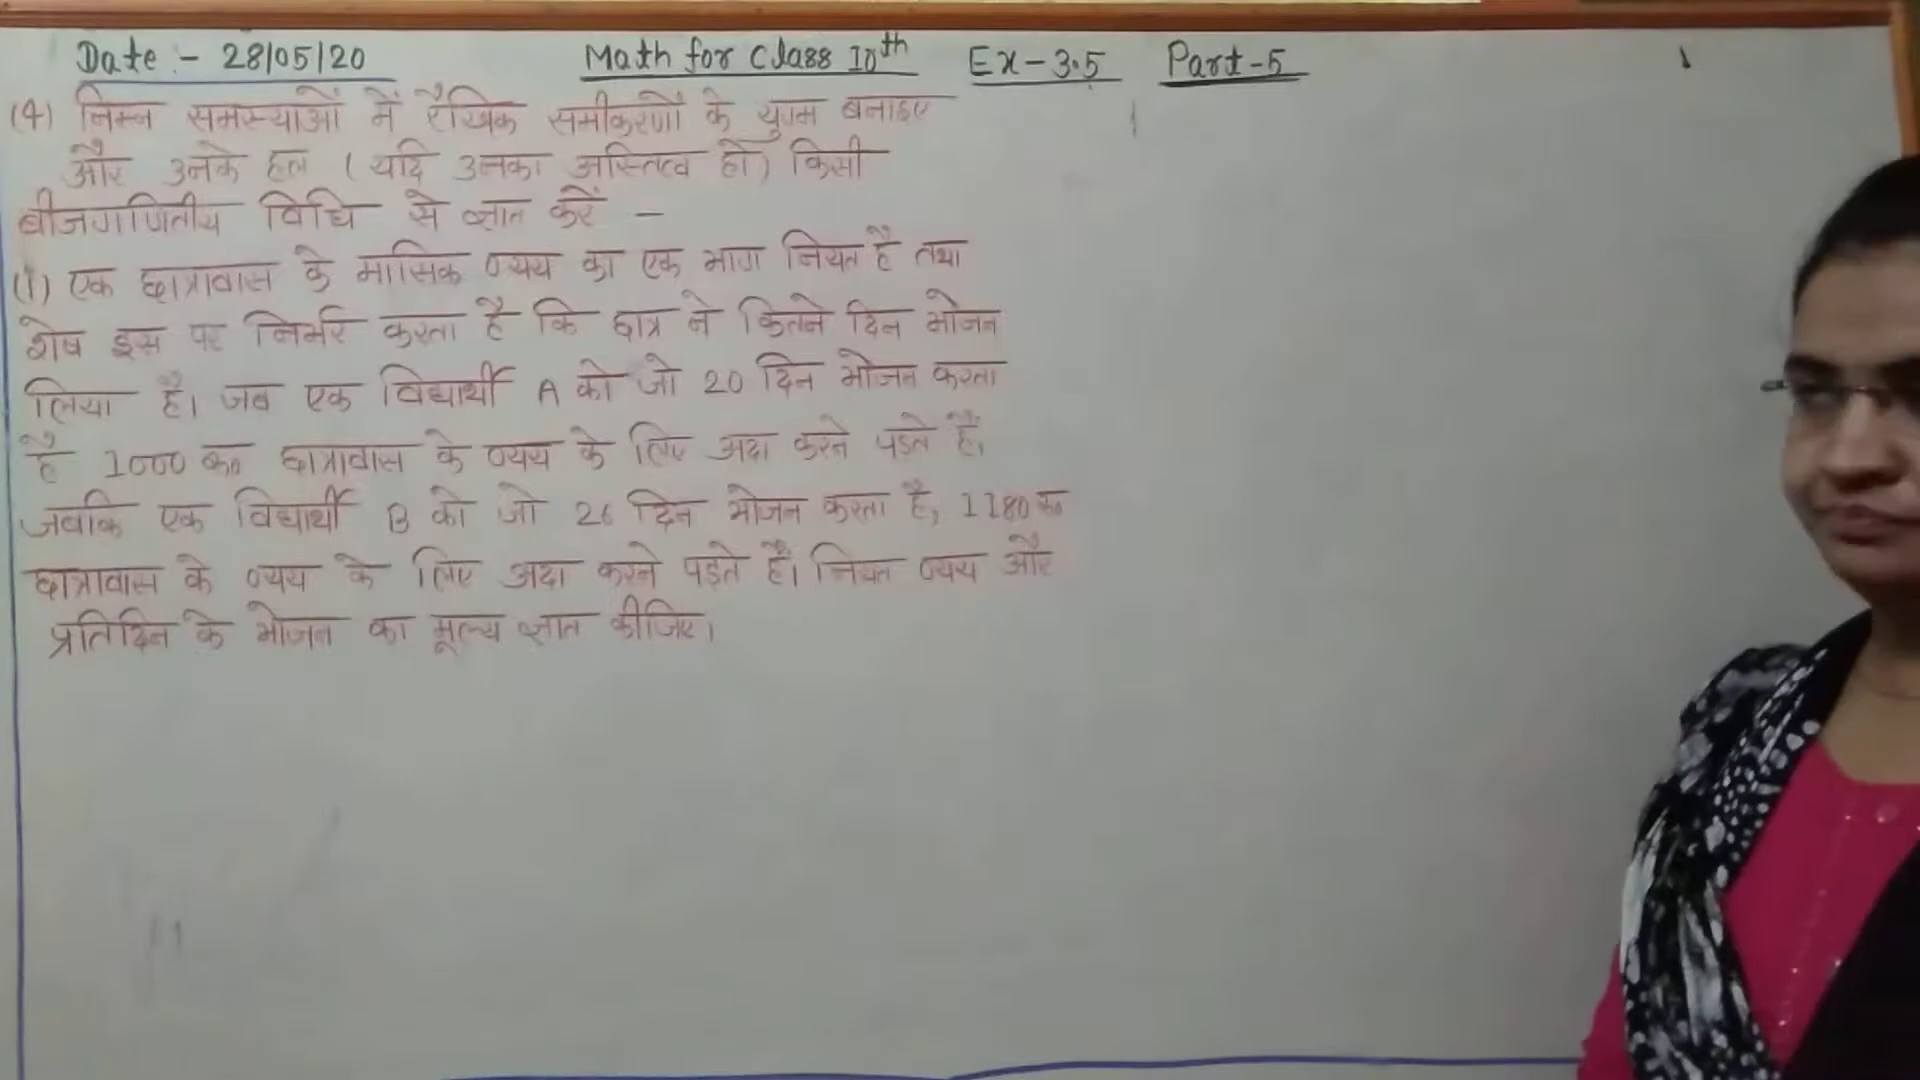 Date :- 28/05/20 Math for Class 10th Ex-3.5 Part-5
(4) निम्न समस्याओं में रैखिक समीकरणों के युग्म बनाइए
और उनके हल (यदि उनका अस्तित्व हो) किसी
बीजगणितीय विधि से ज्ञात करें -
(i) एक छात्रावास के मासिक व्यय का एक भाग नियत है तथा
शेष इस पर निर्भर करता है कि छात्र ने कितने दिन भोजन
लिया है। जब एक विद्यार्थी A को जो 20 दिन भोजन करता
है 1000 रू० छात्रावास के व्यय के लिए अदा करने पड़ते हैं,
जबकि एक विद्यार्थी B को जो 26 दिन भोजन करता है, 1180 रू०
छात्रावास के व्यय के लिए अदा करने पड़ते हैं। नियत व्यय और
प्रतिदिन के भोजन का मूल्य ज्ञात कीजिए।